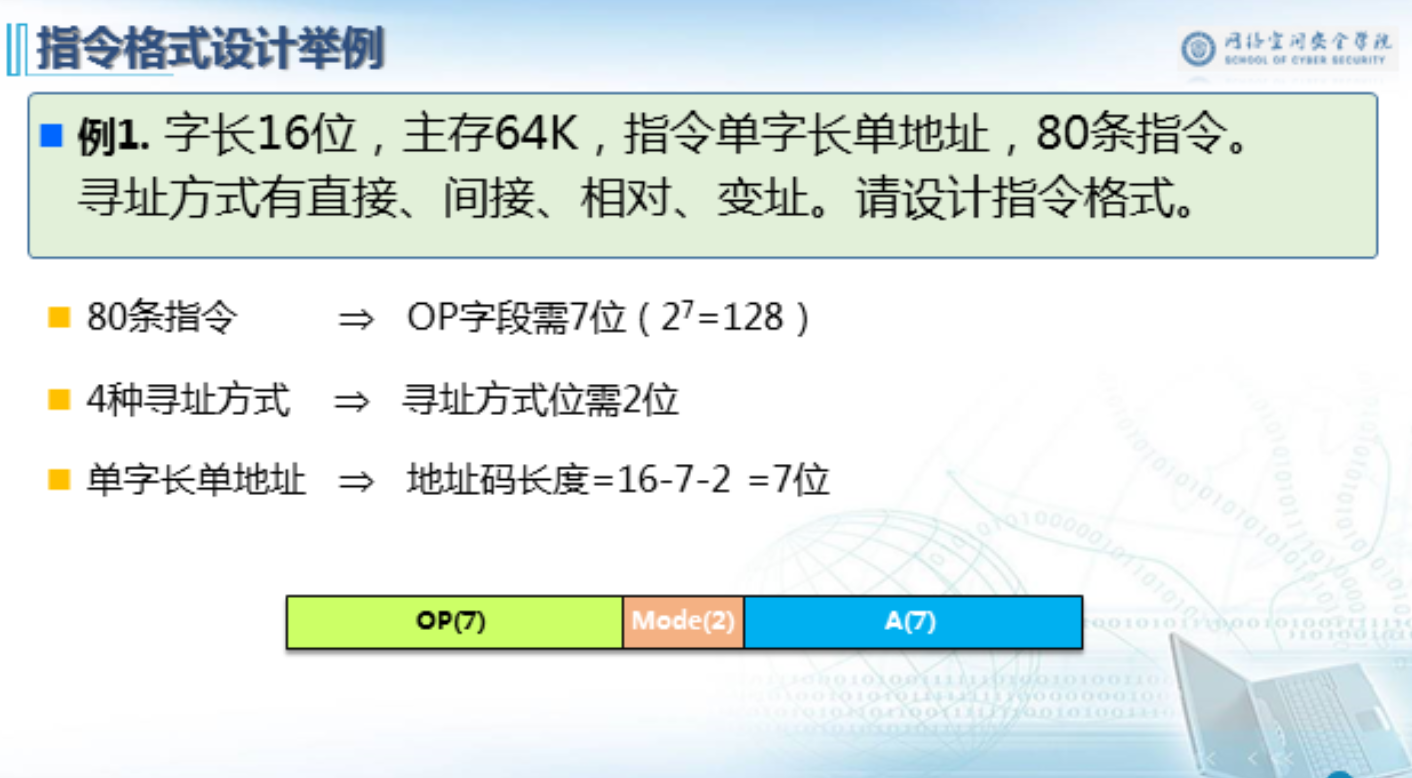 指令格式设计举例
网络空间安全学院
SCHOOL OF CYBER SECURITY
■ 例1. 字长16位，主存64K，指令单字长单地址，80条指令。
寻址方式有直接、间接、相对、变址。请设计指令格式。
■ 80条指令 ⇒ OP字段需7位（2⁷=128）
■ 4种寻址方式 ⇒ 寻址方式位需2位
■ 单字长单地址 ⇒ 地址码长度=16-7-2 =7位
OP(7) Mode(2) A(7)